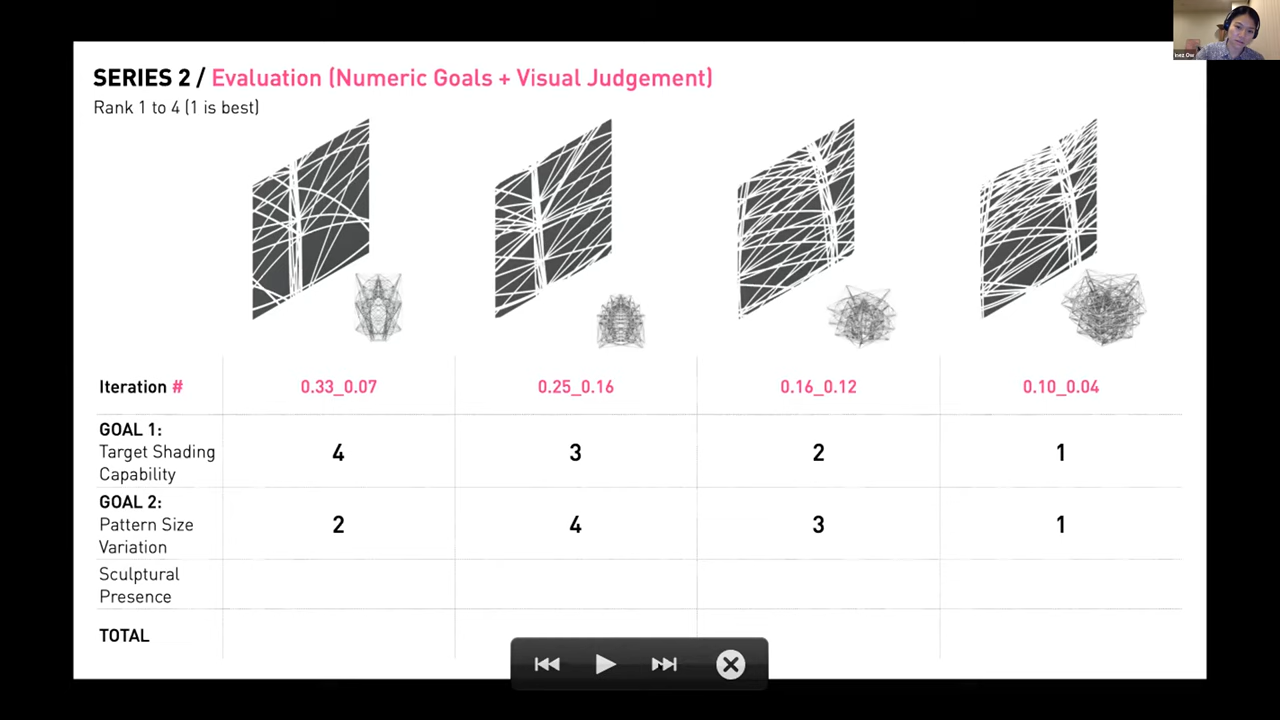 SERIES 2 / Evaluation (Numeric Goals + Visual Judgement)
Rank 1 to 4 (1 is best)
Iteration # 0.33_0.07 0.25_0.16 0.16_0.12 0.10_0.04
GOAL 1:
Target Shading
Capability
4 3 2 1
GOAL 2:
Pattern Size
Variation
2 4 3 1
Sculptural
Presence
TOTAL